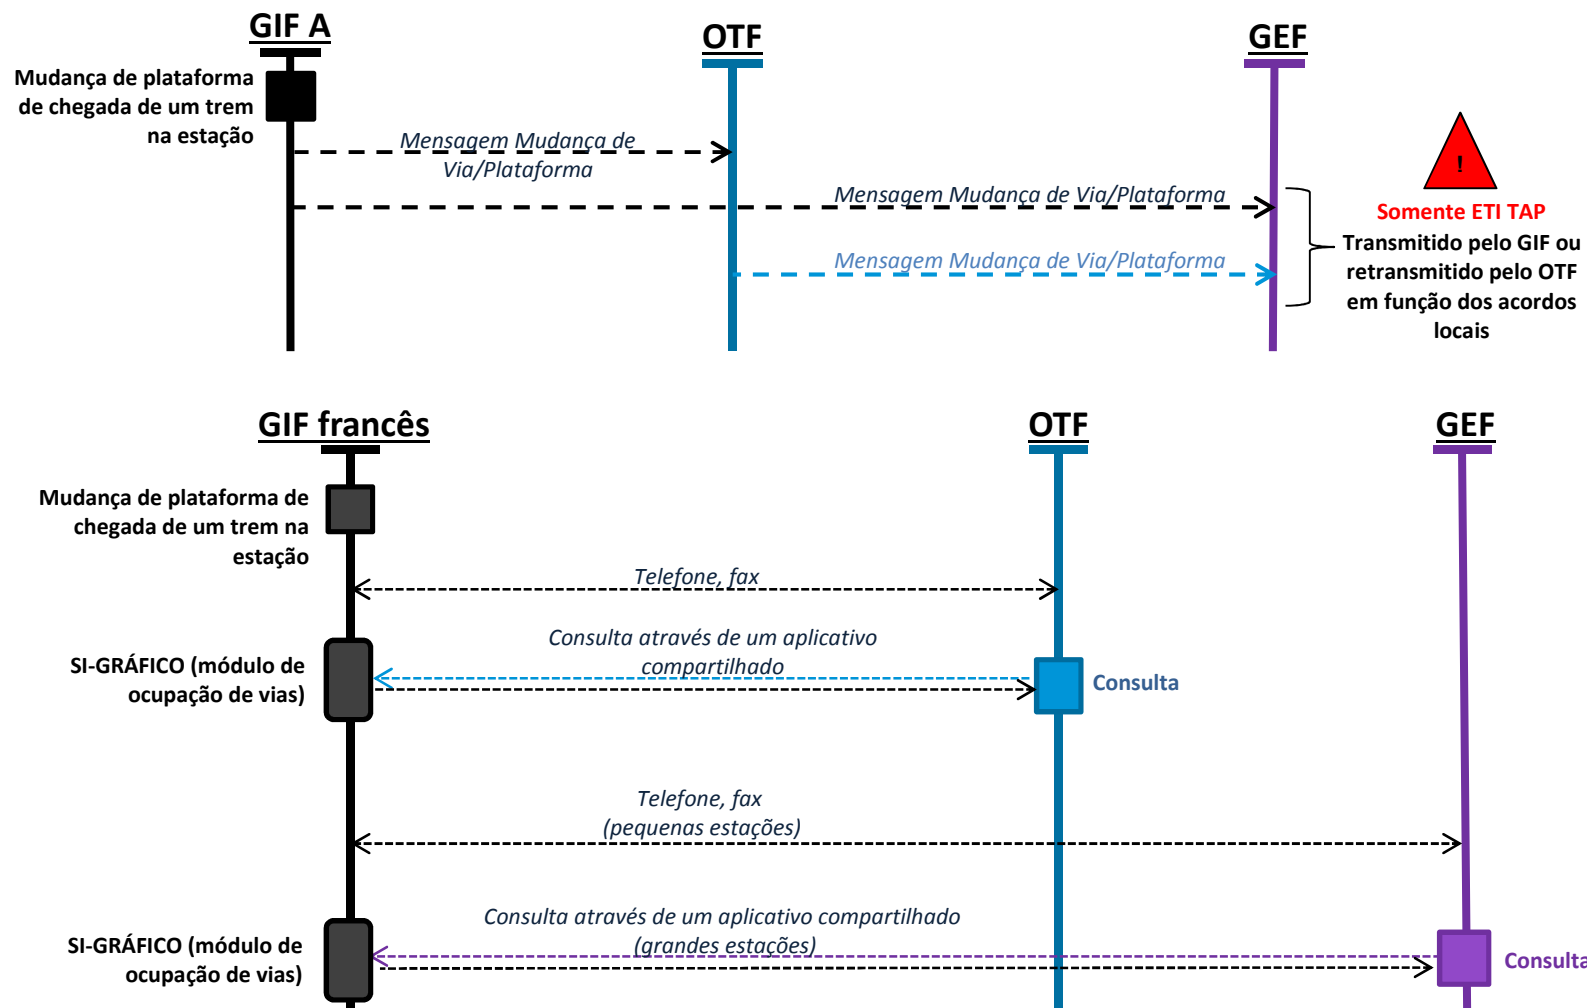 GIF A
OTF
GEF
Mudança de plataforma
de chegada de um trem
na estação
Mensagem Mudança de
Via/Plataforma
Mensagem Mudança de Via/Plataforma
Mensagem Mudança de Via/Plataforma
!
Somente ETI TAP
Transmitido pelo GIF ou
retransmitido pelo OTF
em função dos acordos
locais
GIF francês
OTF
GEF
Mudança de plataforma de
chegada de um trem na
estação
Telefone, fax
Consulta através de um aplicativo
compartilhado
SI-GRÁFICO (módulo de
ocupação de vias)
Consulta
Telefone, fax
(pequenas estações)
Consulta através de um aplicativo compartilhado
(grandes estações)
SI-GRÁFICO (módulo de
ocupação de vias)
Consulta